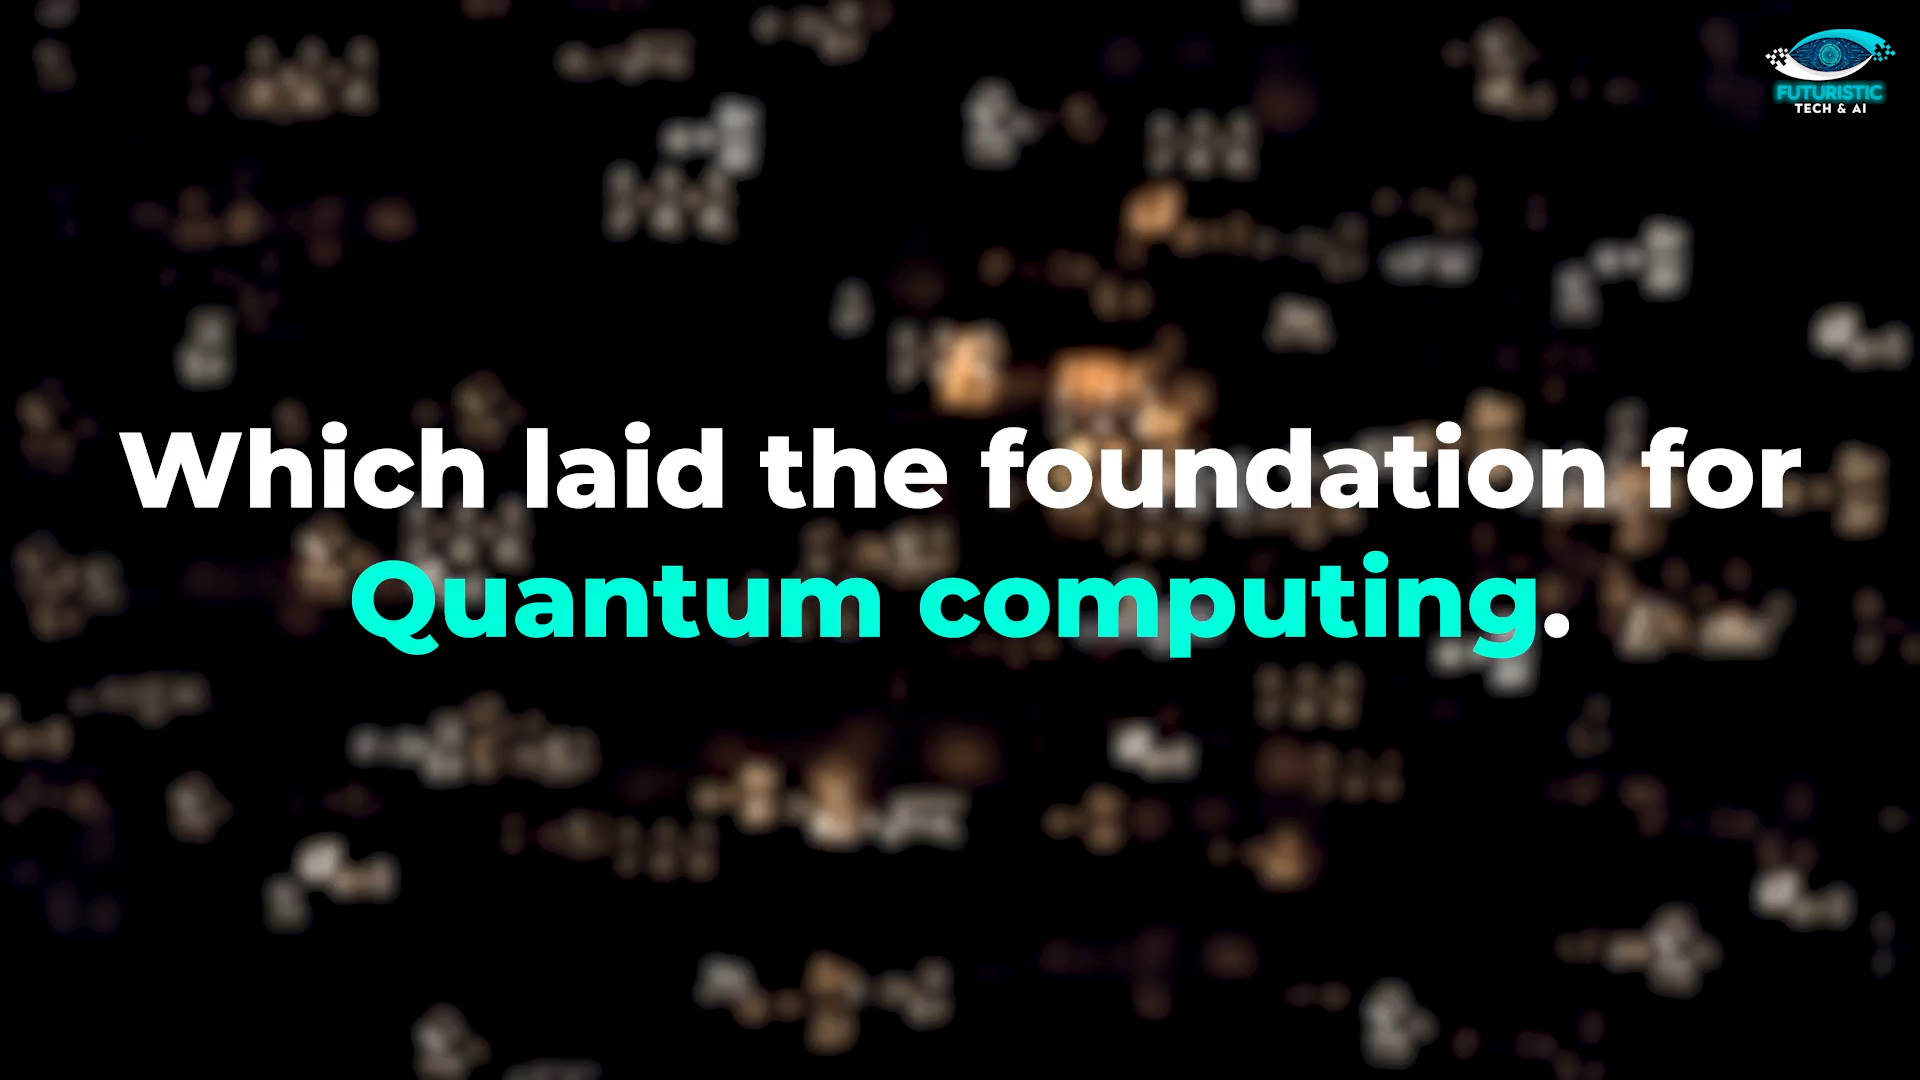 FUTURISTIC
TECH & AI
Which laid the foundation for
Quantum computing.